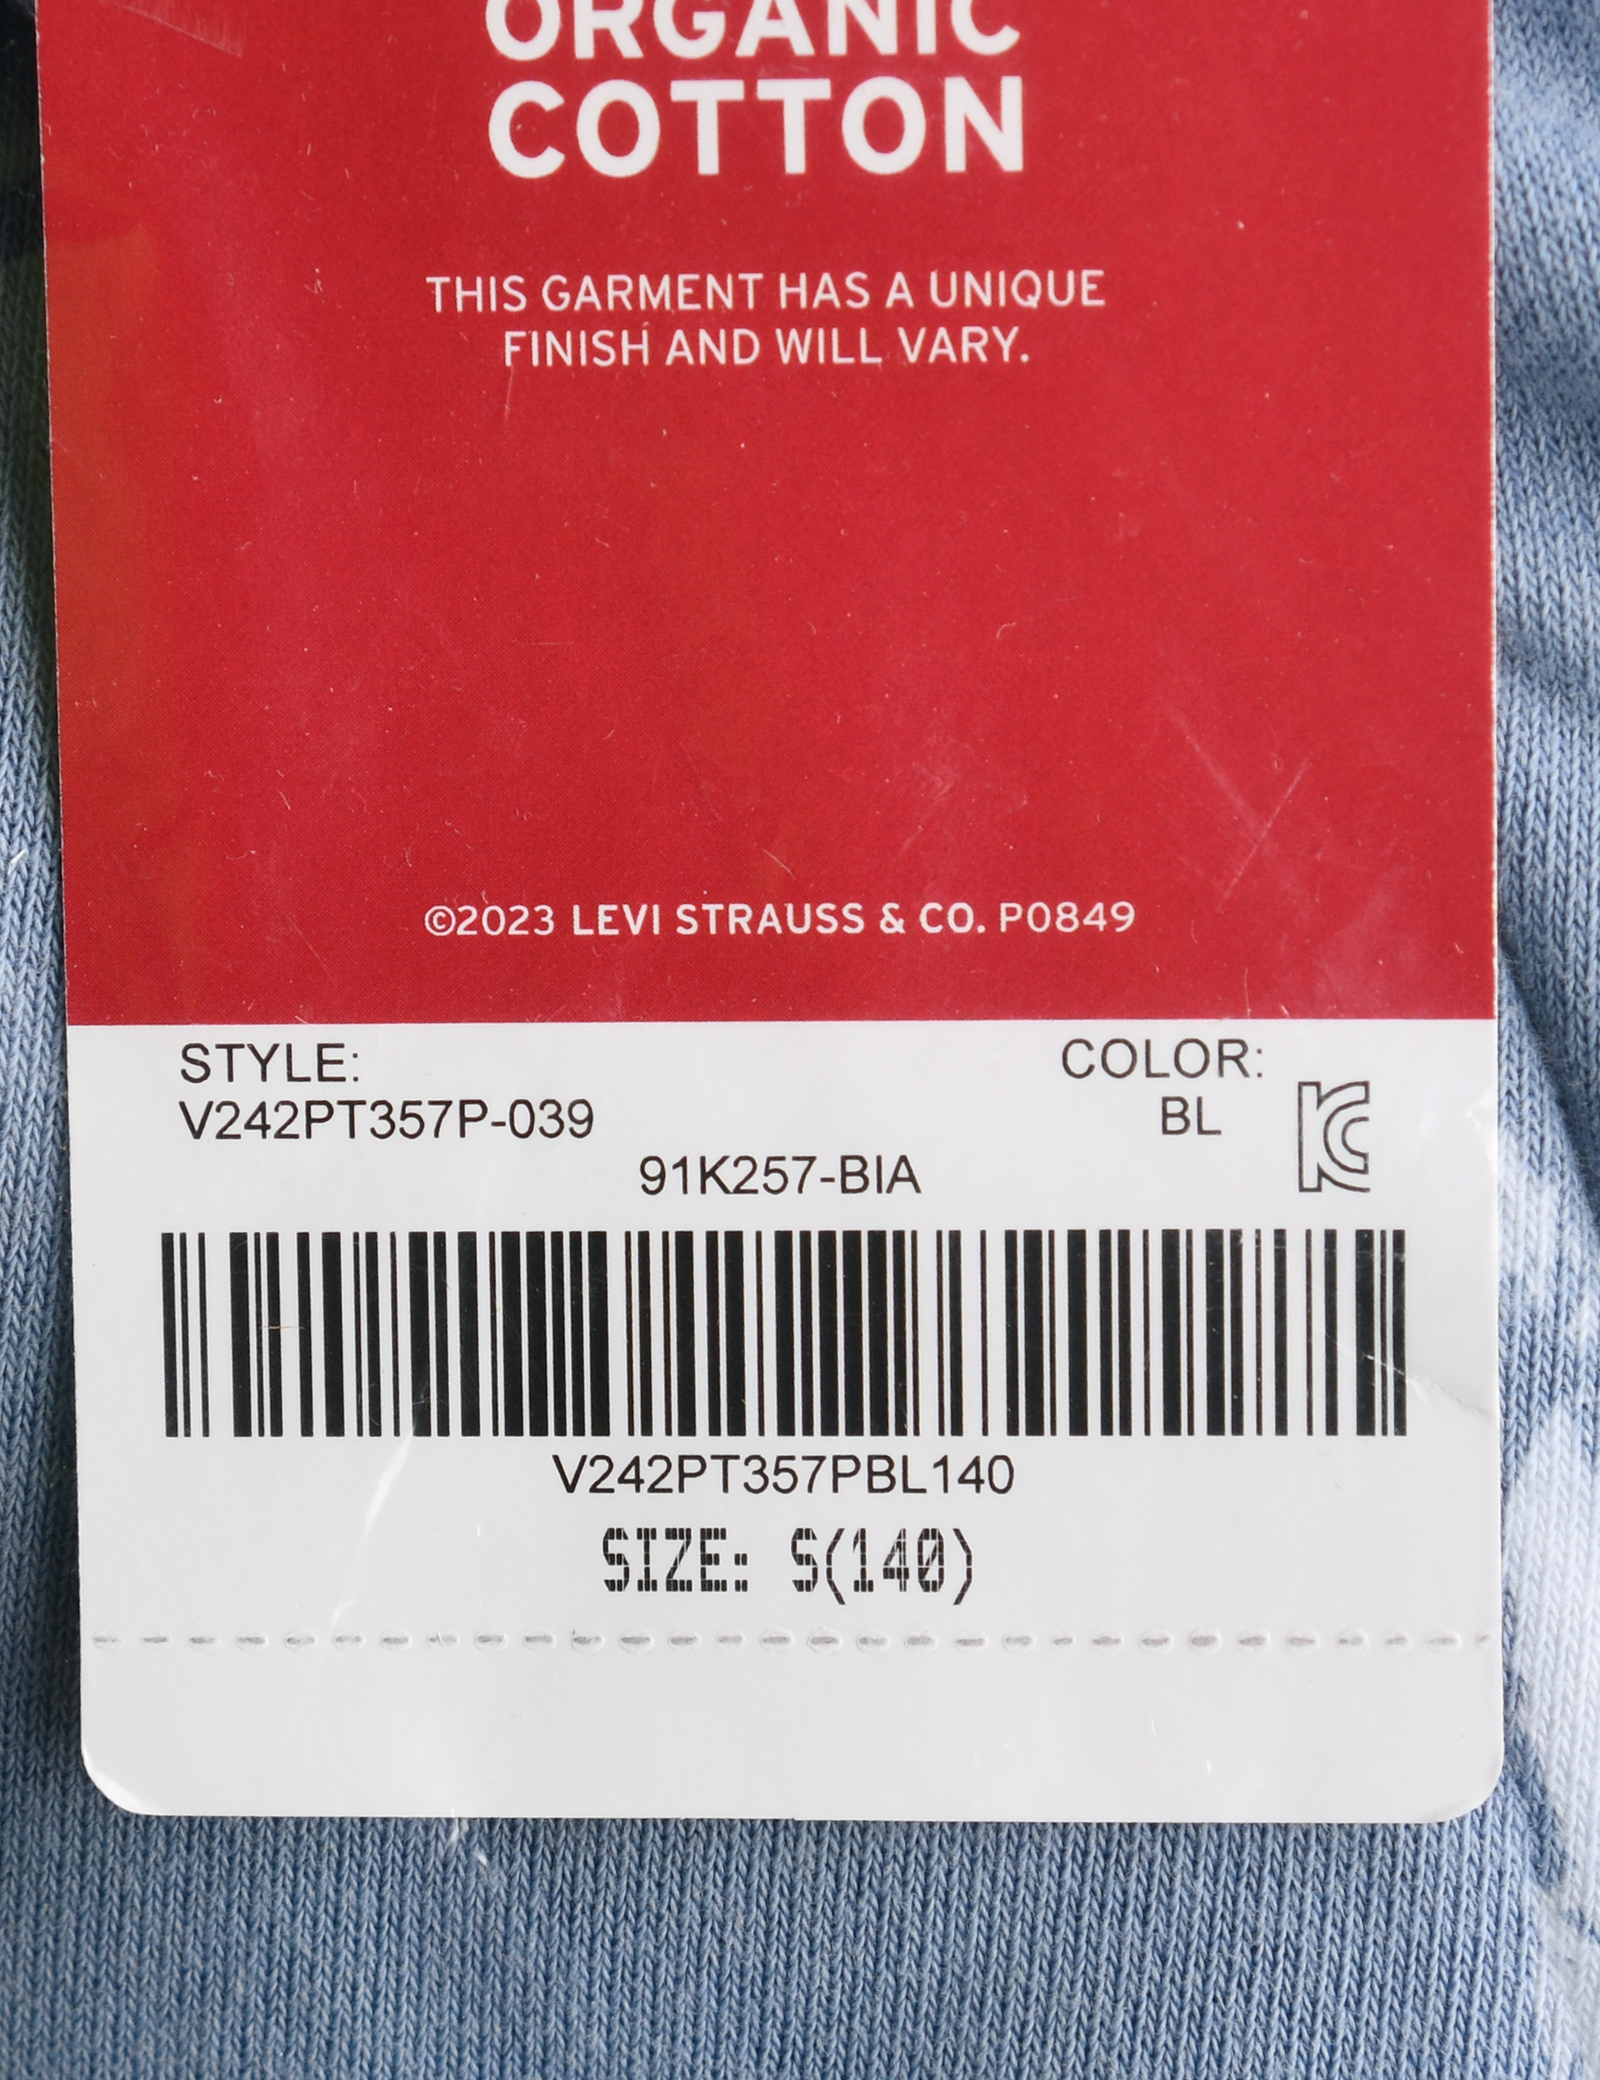 ORGANIC
COTTON
THIS GARMENT HAS A UNIQUE
FINISH AND WILL VARY.
©2023 LEVI STRAUSS & CO. P0849
STYLE:
V242PT357P-039
COLOR:
BL
KC
91K257-BIA
V242PT357PBL140
SIZE: S(140)